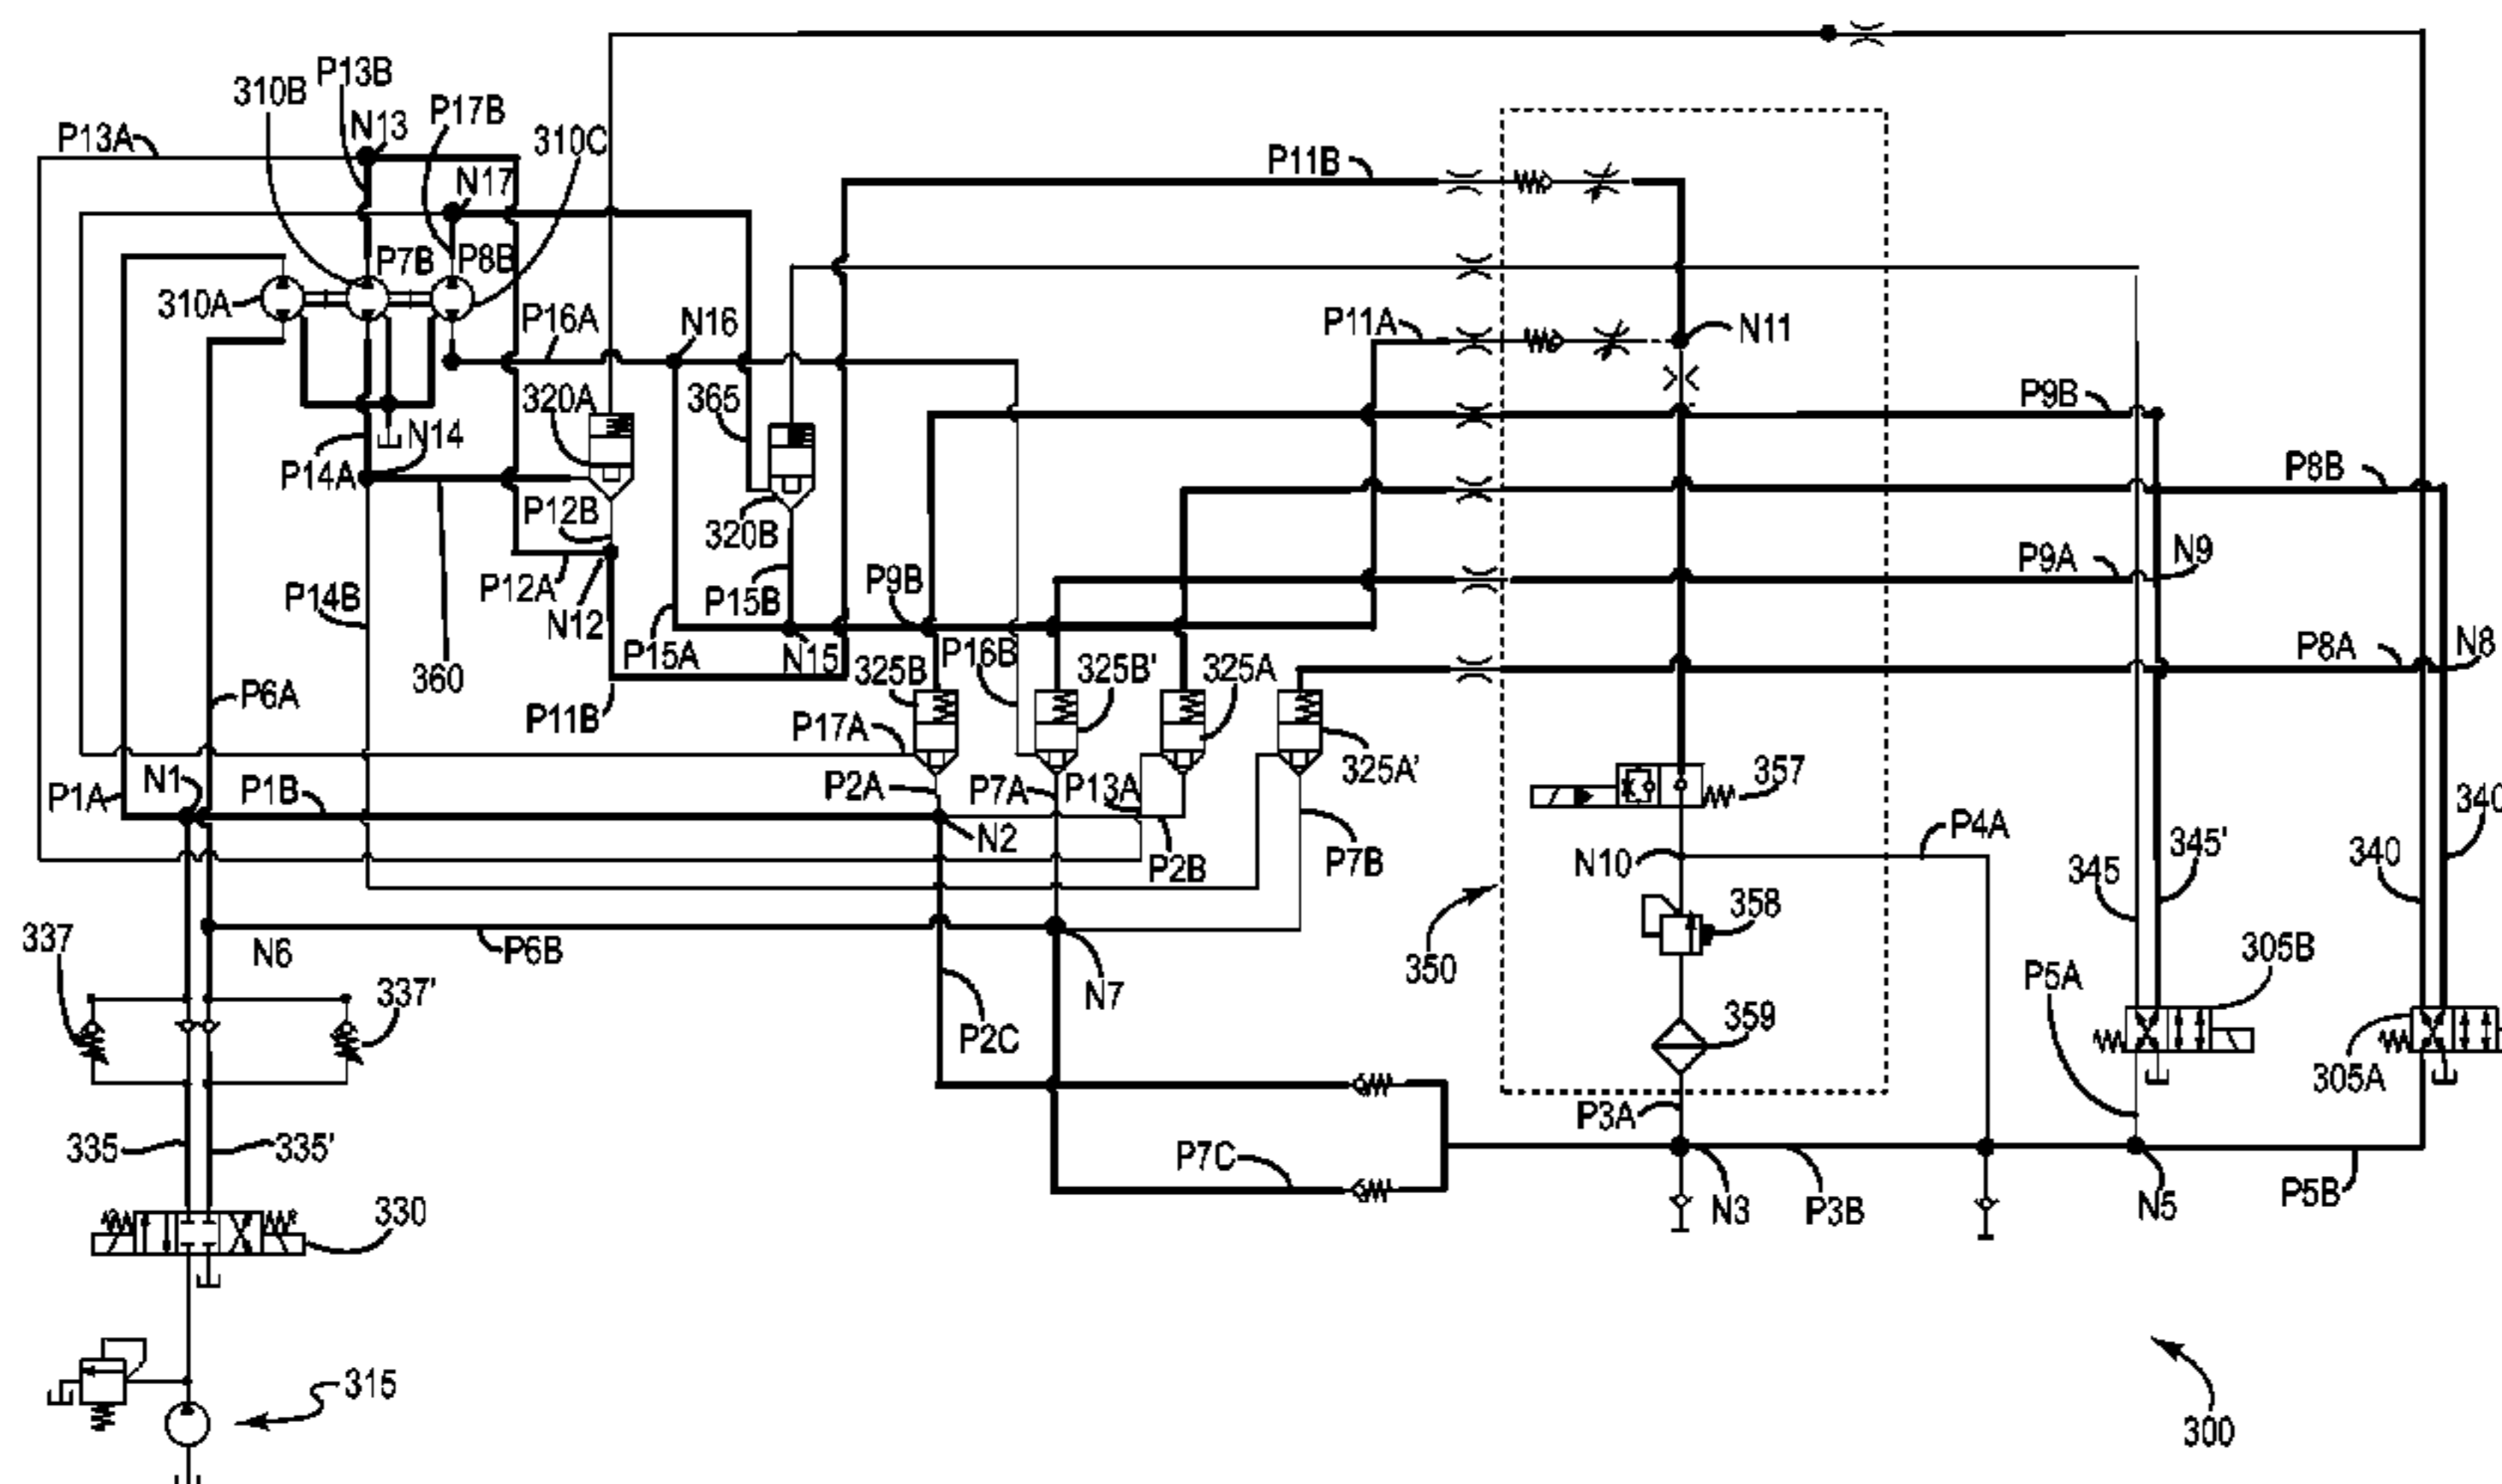 P13B
310B
P17B
P13A
N13
310C
P11B
N17
P7B
P8B
310A
P16A
N16
P11A
N11
320A
365
P9B
N14
P14A
P8B
P12B
320B
P9A
N9
P12A
P9B
P14B
P15B
N12
P15A
N15
P16B
P8A
N8
360
325B
325B'
325A
P6A
P11B
P17A
325A'
357
N1
P1A
P1B
P2A
P7A
P13A
340
P4A
N2
345'
P2B
P7B
N10
345
340
358
337
N6
P6B
350
305B
337'
N7
P5A
359
P2C
305A
P3A
335
335'
P7C
330
N3
P3B
N5
P5B
315
300